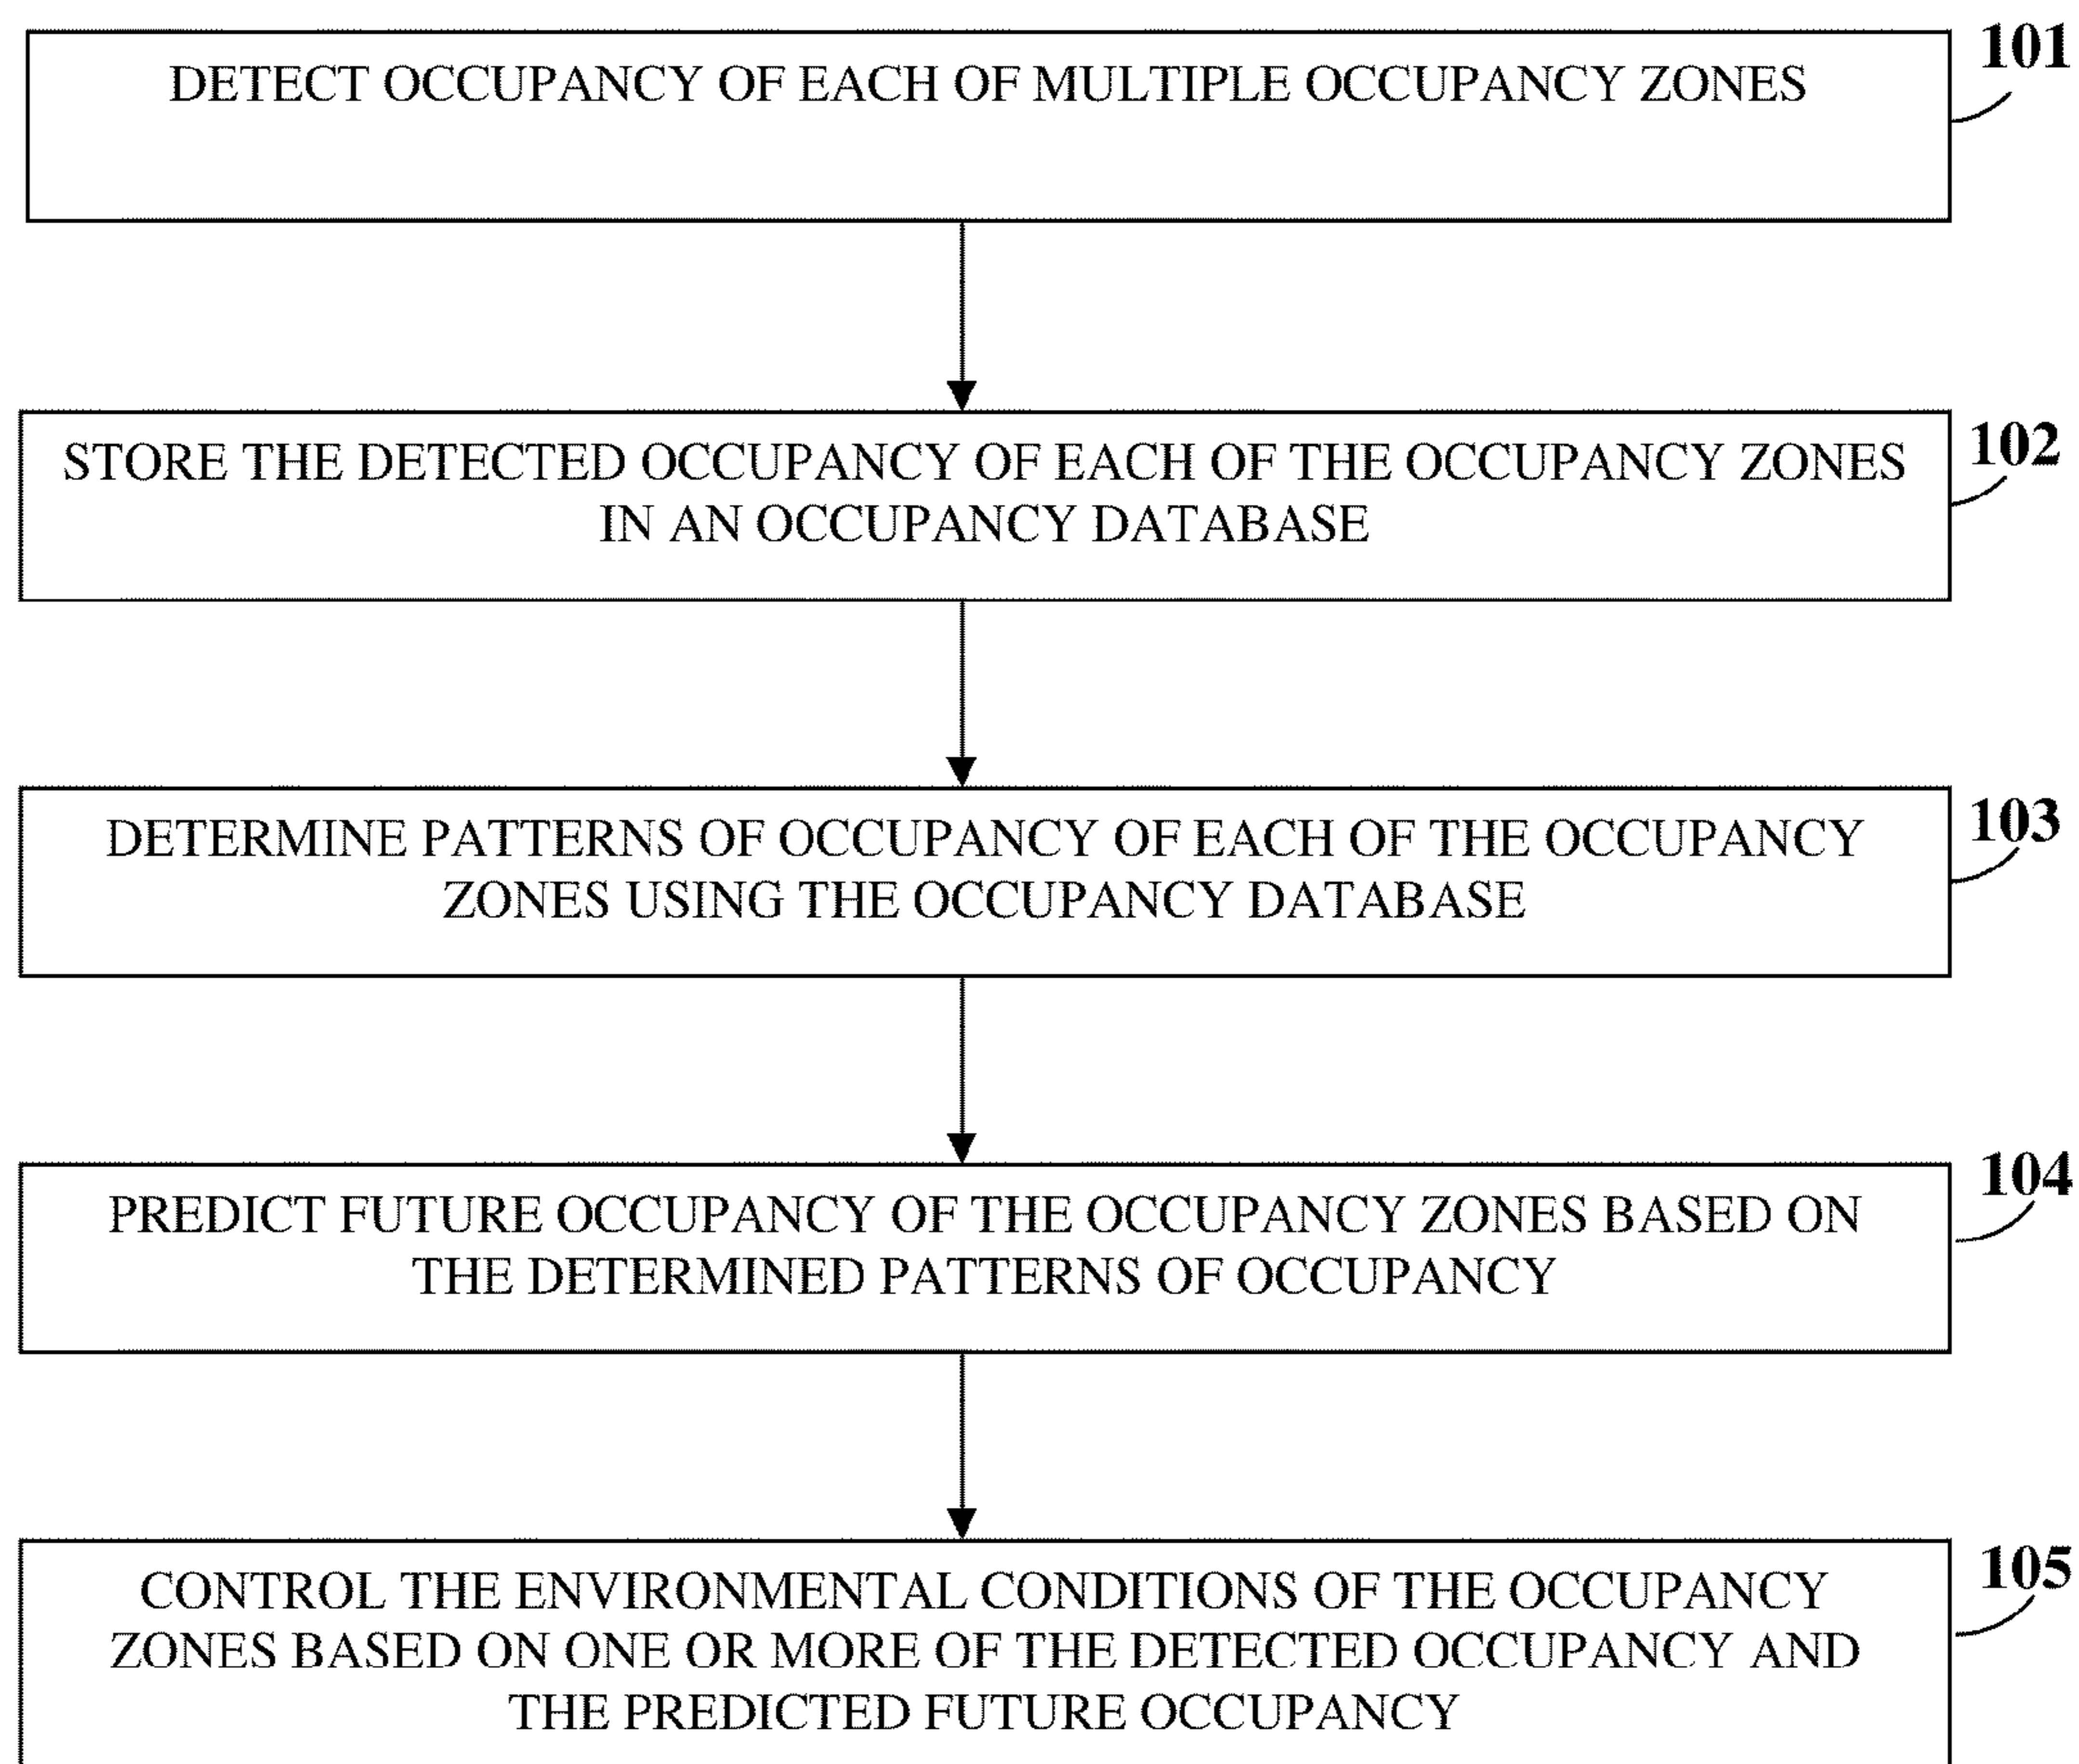 DETECT OCCUPANCY OF EACH OF MULTIPLE OCCUPANCY ZONES
101
STORE THE DETECTED OCCUPANCY OF EACH OF THE OCCUPANCY ZONES
IN AN OCCUPANCY DATABASE
102
DETERMINE PATTERNS OF OCCUPANCY OF EACH OF THE OCCUPANCY
ZONES USING THE OCCUPANCY DATABASE
103
PREDICT FUTURE OCCUPANCY OF THE OCCUPANCY ZONES BASED ON
THE DETERMINED PATTERNS OF OCCUPANCY
104
CONTROL THE ENVIRONMENTAL CONDITIONS OF THE OCCUPANCY
ZONES BASED ON ONE OR MORE OF THE DETECTED OCCUPANCY AND
THE PREDICTED FUTURE OCCUPANCY
105